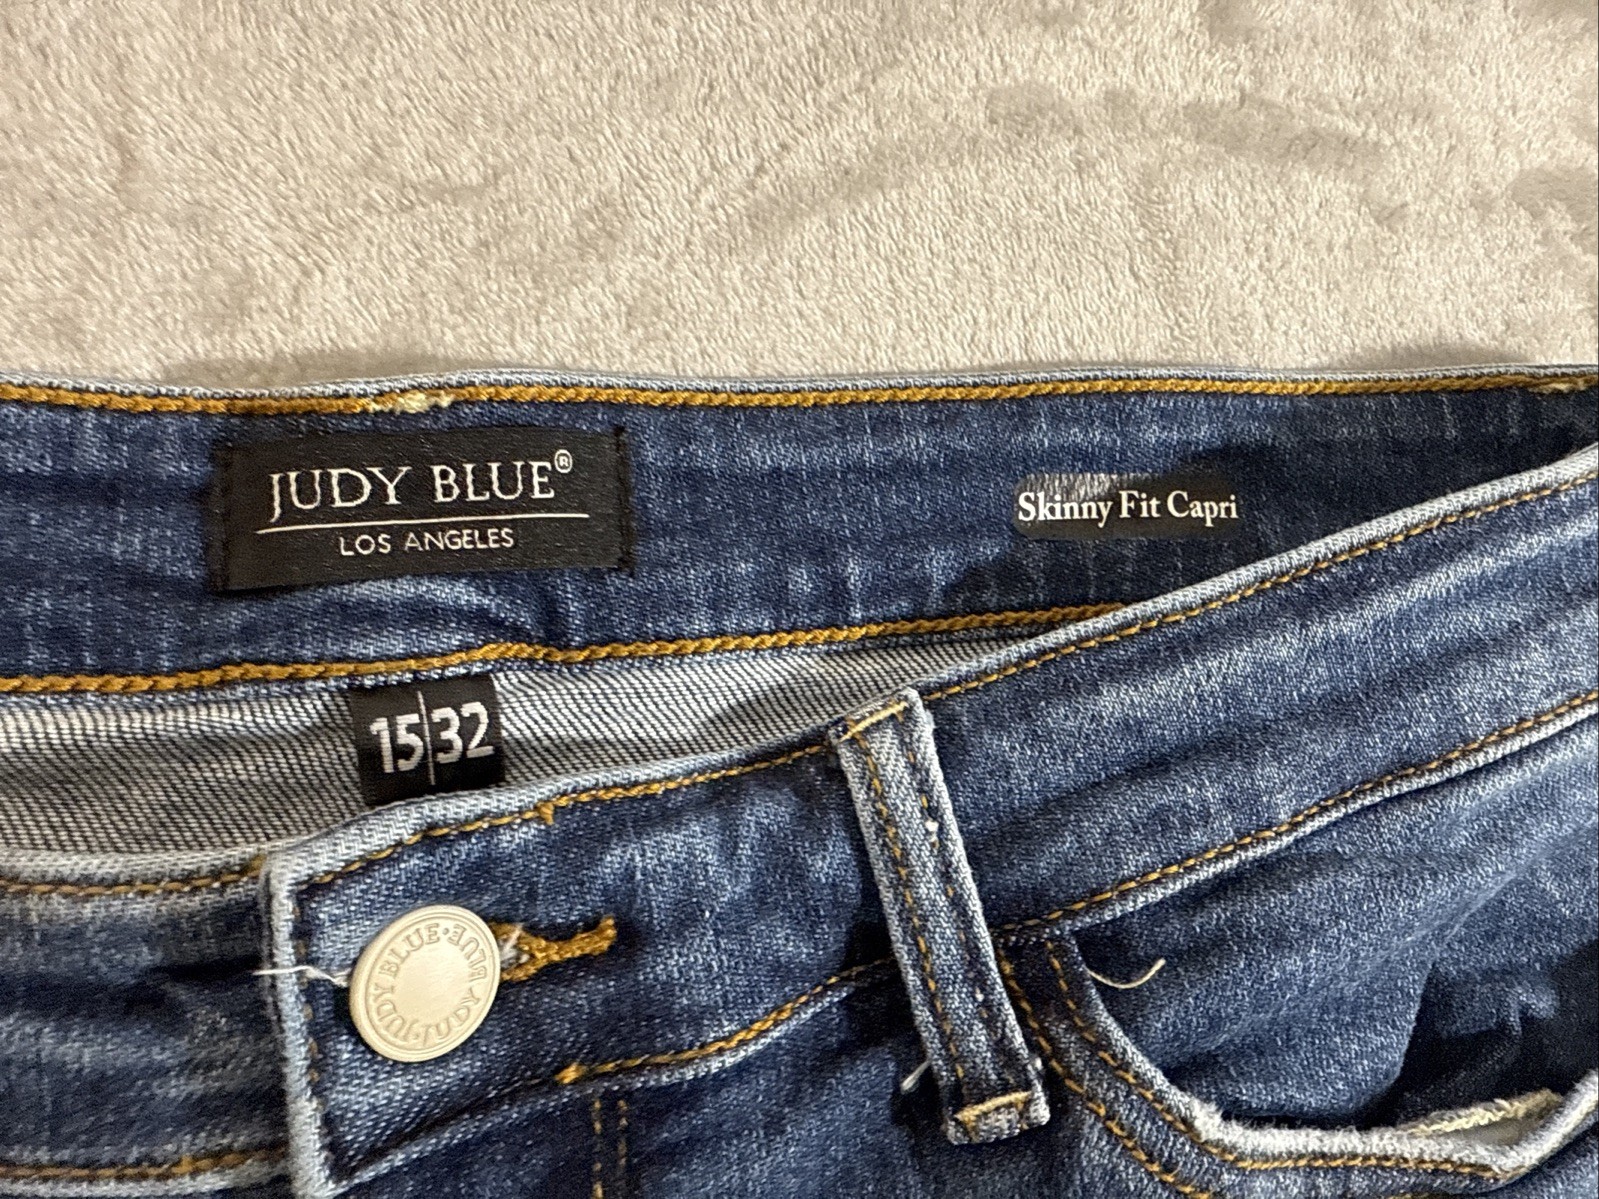 JUDY BLUE®
LOS ANGELES
Skinny Fit Capri
15|32
JUDY BLUE · JUDY BLUE ·